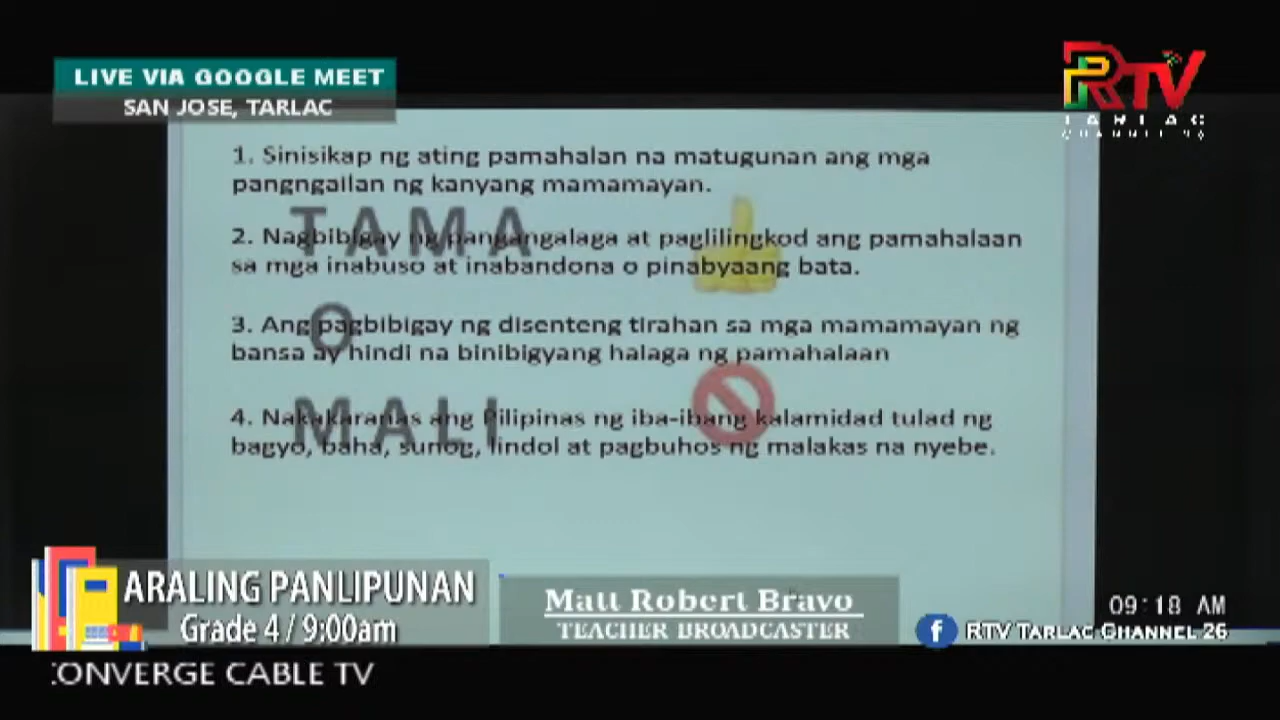 LIVE VIA GOOGLE MEET
SAN JOSE, TARLAC
RTV
TARLAC
CHANNEL 26
1. Sinisikap ng ating pamahalan na matugunan ang mga
pangngailan ng kanyang mamamayan.
TAMA
2. Nagbibigay ng pangangalaga at paglilingkod ang pamahalaan
sa mga inabuso at inabandona o pinabyaang bata.
O
3. Ang pagbibigay ng disenteng tirahan sa mga mamamayan ng
bansa ay hindi na binibigyang halaga ng pamahalaan
MALI
4. Nakakaranas ang Pilipinas ng iba-ibang kalamidad tulad ng
bagyo, baha, sunog, lindol at pagbuhos ng malakas na nyebe.
ARALING PANLIPUNAN
Grade 4 / 9:00am
Matt Robert Bravo
TEACHER BROADCASTER
09:18 AM
RTV TARLAC CHANNEL 26
CONVERGE CABLE TV